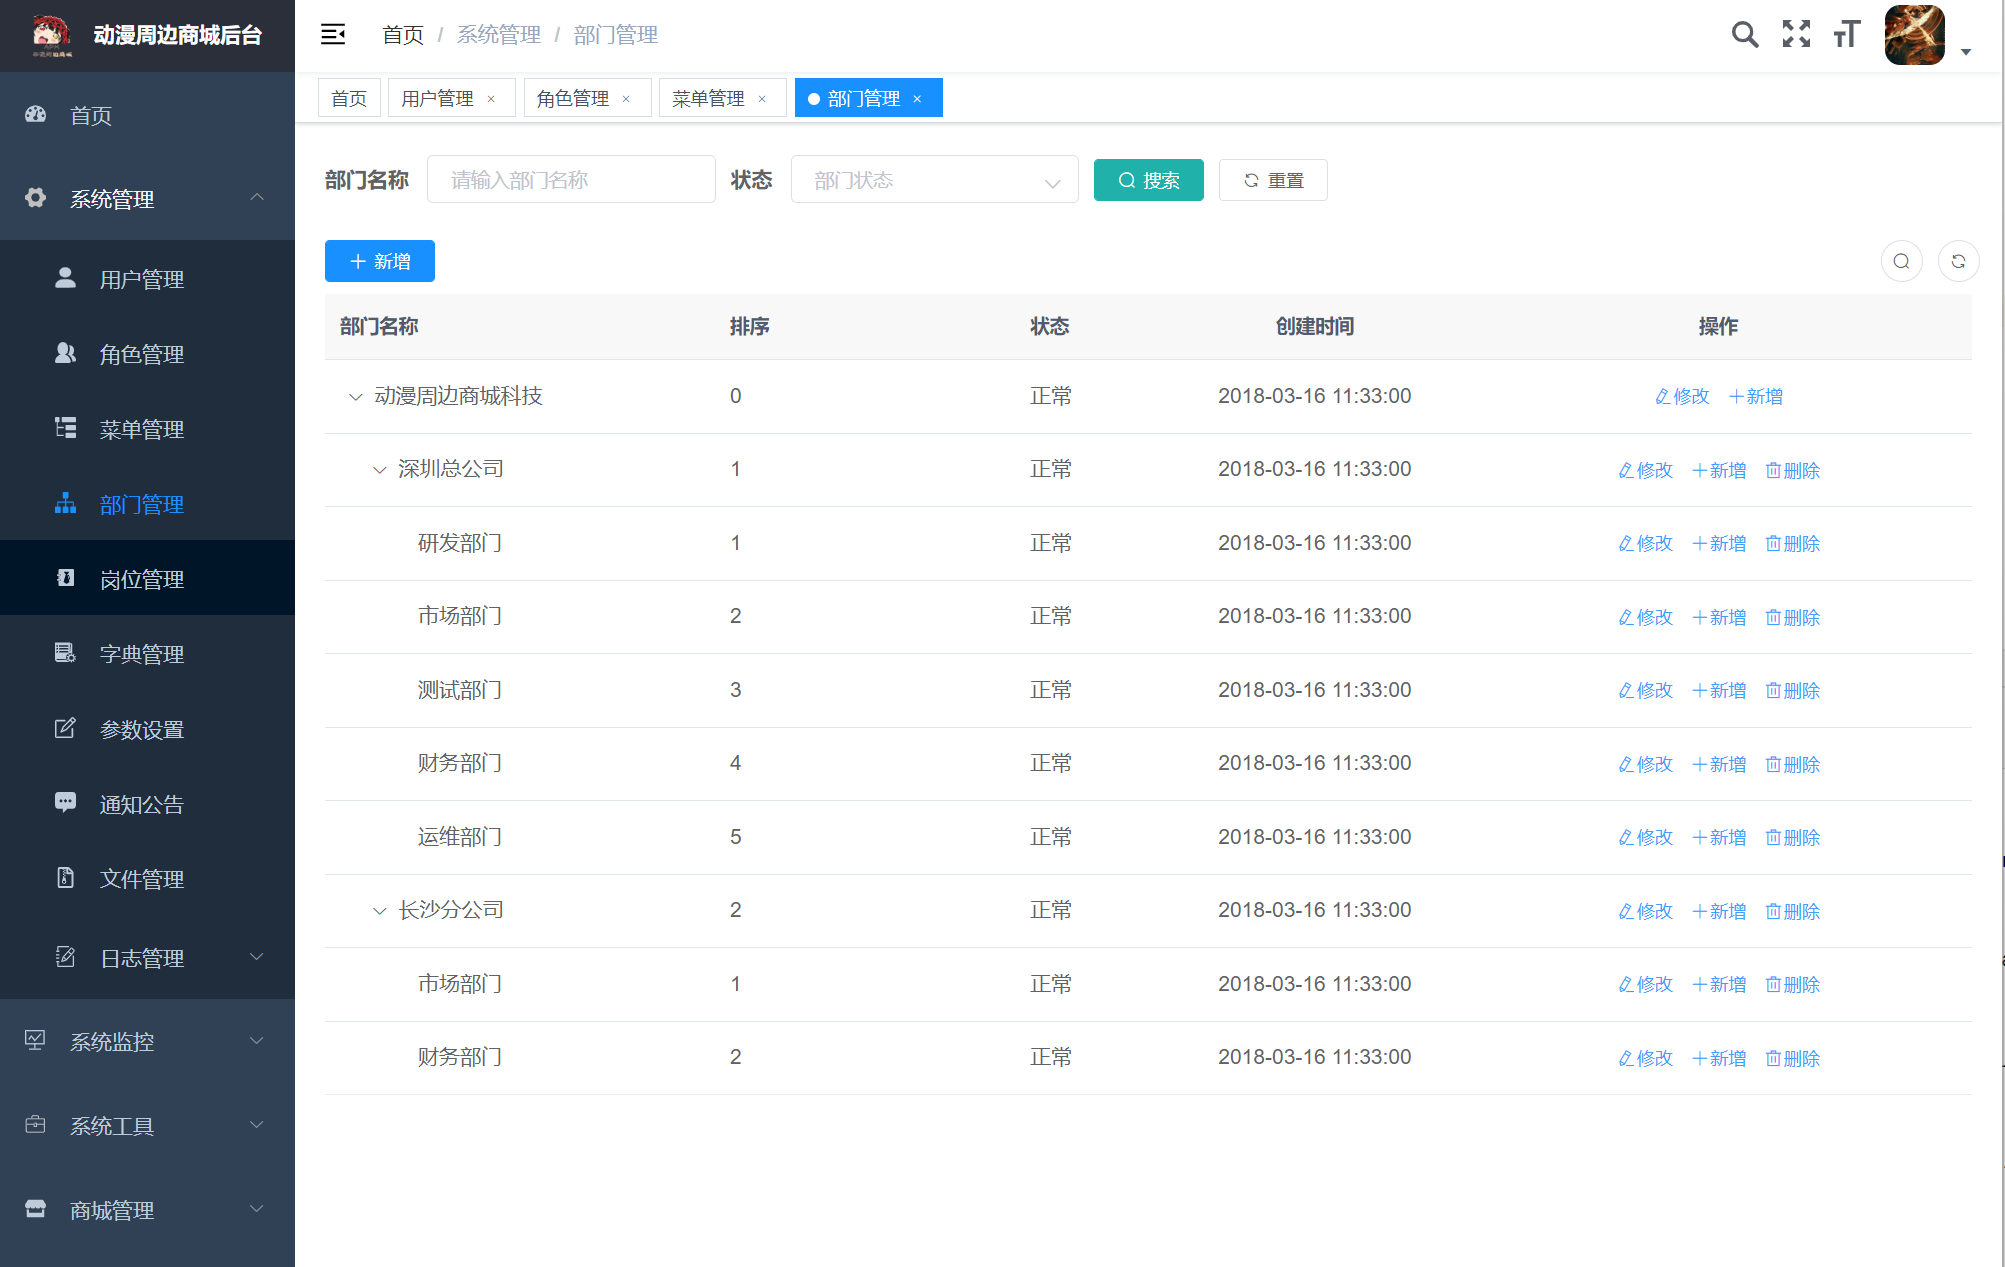 动漫周边商城后台
首页 / 系统管理 / 部门管理
首页 用户管理 × 角色管理 × 菜单管理 × 部门管理 ×
首页
系统管理
用户管理
角色管理
菜单管理
部门管理
岗位管理
字典管理
参数设置
通知公告
文件管理
日志管理
系统监控
系统工具
商城管理
部门名称 请输入部门名称 状态 部门状态 搜索 重置
新增
部门名称 排序 状态 创建时间 操作
动漫周边商城科技 0 正常 2018-03-16 11:33:00 修改 新增
深圳总公司 1 正常 2018-03-16 11:33:00 修改 新增 删除
研发部门 1 正常 2018-03-16 11:33:00 修改 新增 删除
市场部门 2 正常 2018-03-16 11:33:00 修改 新增 删除
测试部门 3 正常 2018-03-16 11:33:00 修改 新增 删除
财务部门 4 正常 2018-03-16 11:33:00 修改 新增 删除
运维部门 5 正常 2018-03-16 11:33:00 修改 新增 删除
长沙分公司 2 正常 2018-03-16 11:33:00 修改 新增 删除
市场部门 1 正常 2018-03-16 11:33:00 修改 新增 删除
财务部门 2 正常 2018-03-16 11:33:00 修改 新增 删除